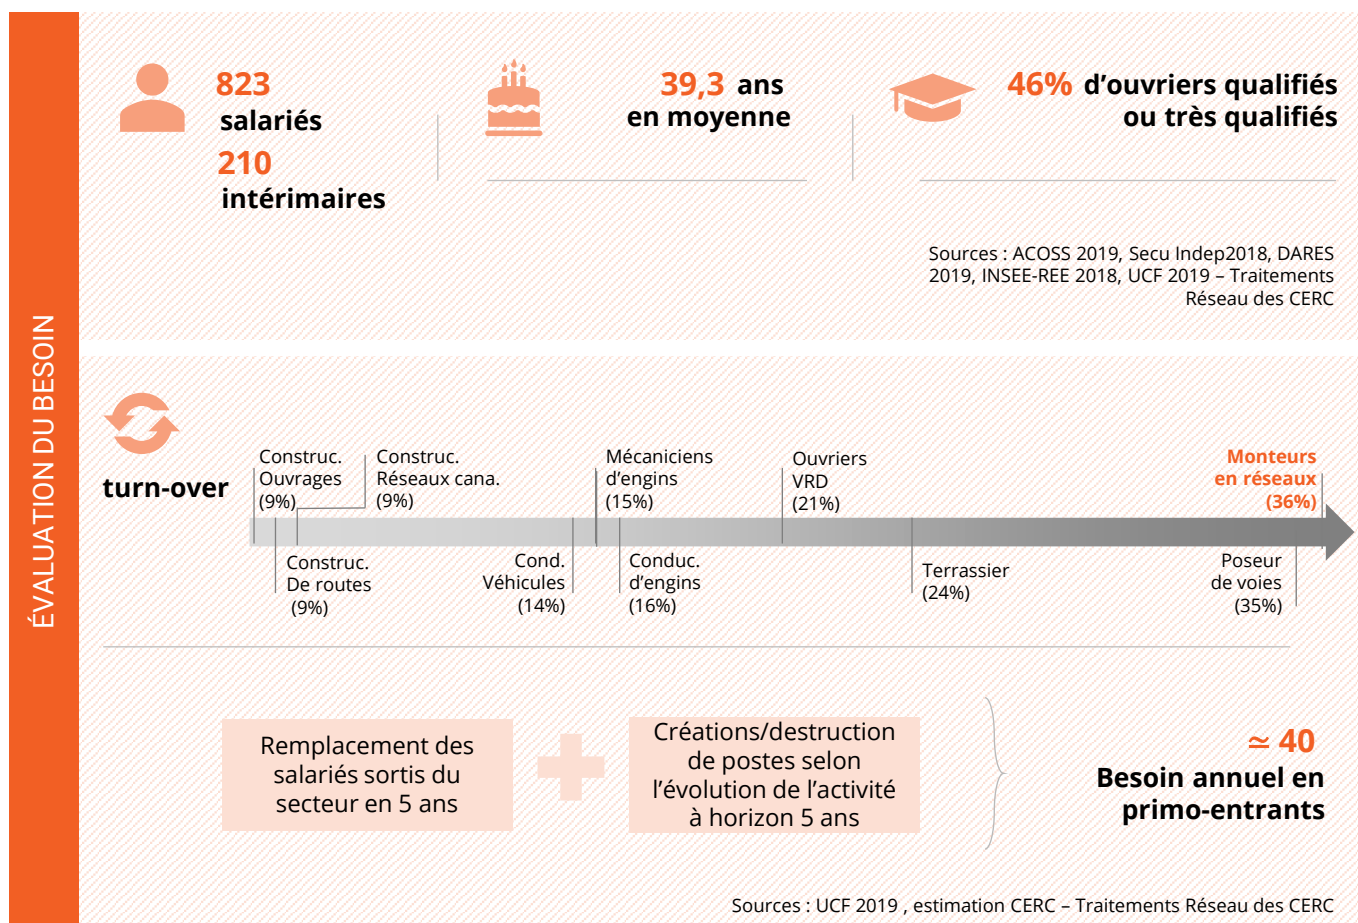 ÉVALUATION DU BESOIN
823
salariés
210
intérimaires
39,3 ans
en moyenne
46% d’ouvriers qualifiés
ou très qualifiés
Sources : ACOSS 2019, Secu Indep2018, DARES
2019, INSEE-REE 2018, UCF 2019 – Traitements
Réseau des CERC
turn-over
Construc.
Ouvrages
(9%)
Construc.
Réseaux cana.
(9%)
Mécaniciens
d’engins
(15%)
Ouvriers
VRD
(21%)
Monteurs
en réseaux
(36%)
Construc.
De routes
(9%)
Cond.
Véhicules
(14%)
Conduc.
d’engins
(16%)
Terrassier
(24%)
Poseur
de voies
(35%)
Remplacement des
salariés sortis du
secteur en 5 ans
Créations/destruction
de postes selon
l’évolution de l’activité
à horizon 5 ans
≃ 40
Besoin annuel en
primo-entrants
Sources : UCF 2019 , estimation CERC – Traitements Réseau des CERC